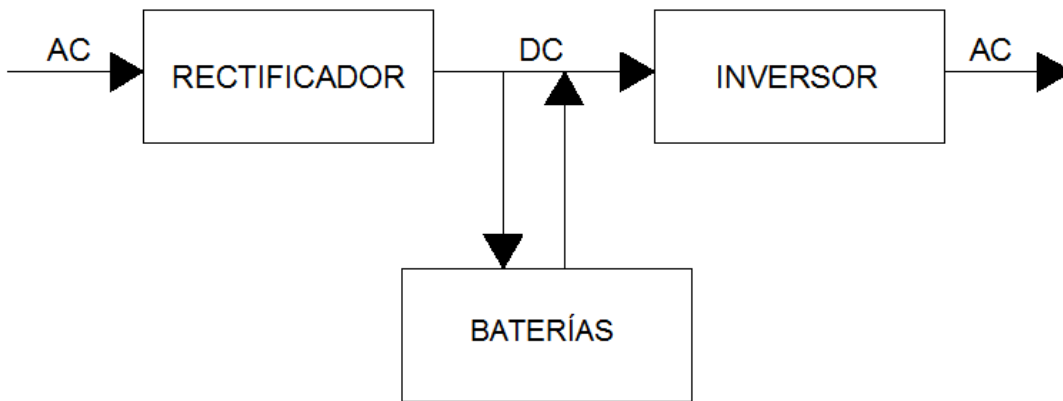 AC
RECTIFICADOR
DC
INVERSOR
AC
BATERÍAS